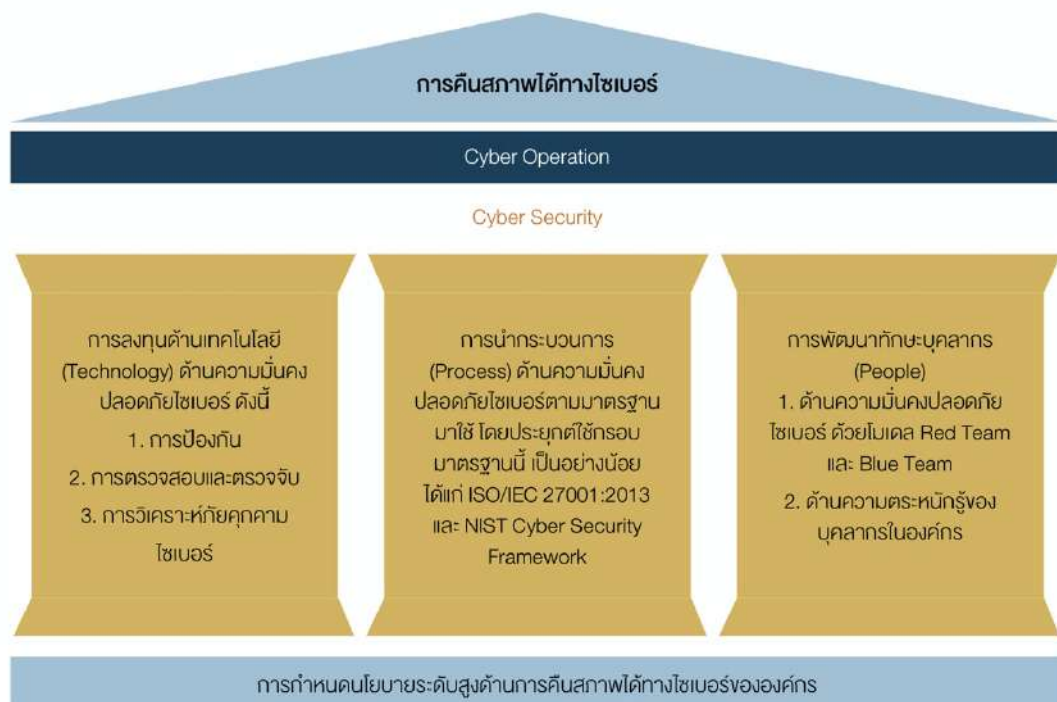 การคืนสภาพได้ทางไซเบอร์
Cyber Operation
Cyber Security
การลงทุนด้านเทคโนโลยี
(Technology) ด้านความมั่นคง
ปลอดภัยไซเบอร์ ดังนี้
1. การป้องกัน
2. การตรวจสอบและตรวจจับ
3. การวิเคราะห์ภัยคุกคาม
ไซเบอร์
การนำกระบวนการ
(Process) ด้านความมั่นคง
ปลอดภัยไซเบอร์ตามมาตรฐาน
มาใช้ โดยประยุกต์ใช้กรอบ
มาตรฐานนี้ เป็นอย่างน้อย
ได้แก่ ISO/IEC 27001:2013
และ NIST Cyber Security
Framework
การพัฒนาทักษะบุคลากร
(People)
1. ด้านความมั่นคงปลอดภัย
ไซเบอร์ ด้วยโมเดล Red Team
และ Blue Team
2. ด้านความตระหนักรู้ของ
บุคลากรในองค์กร
การกำหนดนโยบายระดับสูงด้านการคืนสภาพได้ทางไซเบอร์ขององค์กร